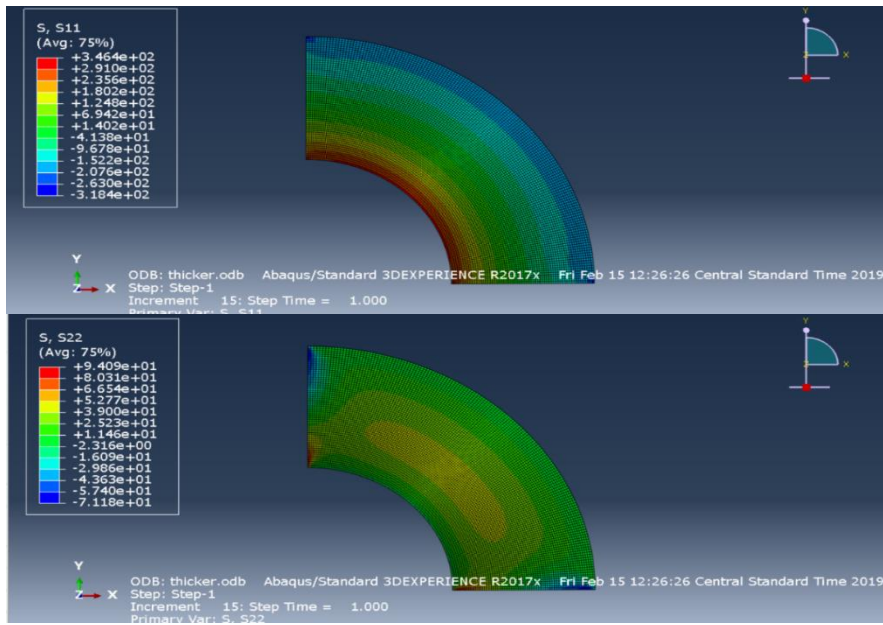 S, S11
(Avg: 75%)
+3.464e+02
+2.910e+02
+2.356e+02
+1.802e+02
+1.248e+02
+6.942e+01
+1.402e+01
-4.138e+01
-9.678e+01
-1.522e+02
-2.076e+02
-2.630e+02
-3.184e+02
Y
Z X
Y
Z X
ODB: thicker.odb Abaqus/Standard 3DEXPERIENCE R2017x Fri Feb 15 12:26:26 Central Standard Time 2019
Step: Step-1
Increment 15: Step Time = 1.000
Primary Var: S, S11
S, S22
(Avg: 75%)
+9.409e+01
+8.031e+01
+6.654e+01
+5.277e+01
+3.900e+01
+2.523e+01
+1.146e+01
-2.316e+00
-1.609e+01
-2.986e+01
-4.363e+01
-5.740e+01
-7.118e+01
Y
Z X
Y
Z X
ODB: thicker.odb Abaqus/Standard 3DEXPERIENCE R2017x Fri Feb 15 12:26:26 Central Standard Time 2019
Step: Step-1
Increment 15: Step Time = 1.000
Primary Var: S, S22